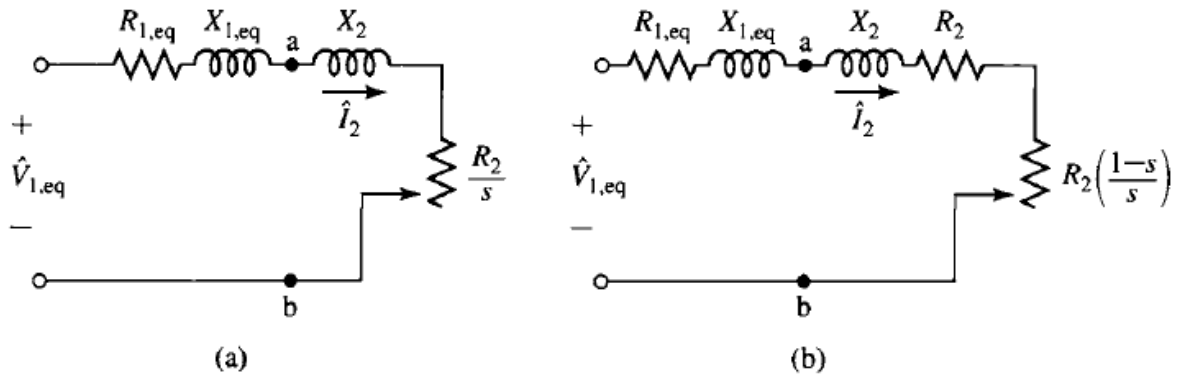 R₁,eq X₁,eq a X₂
Î₂
+
V̂₁,eq
−
R₂/s
b
(a)
R₁,eq X₁,eq a X₂ R₂
Î₂
+
V̂₁,eq
−
R₂(1−s/s)
b
(b)